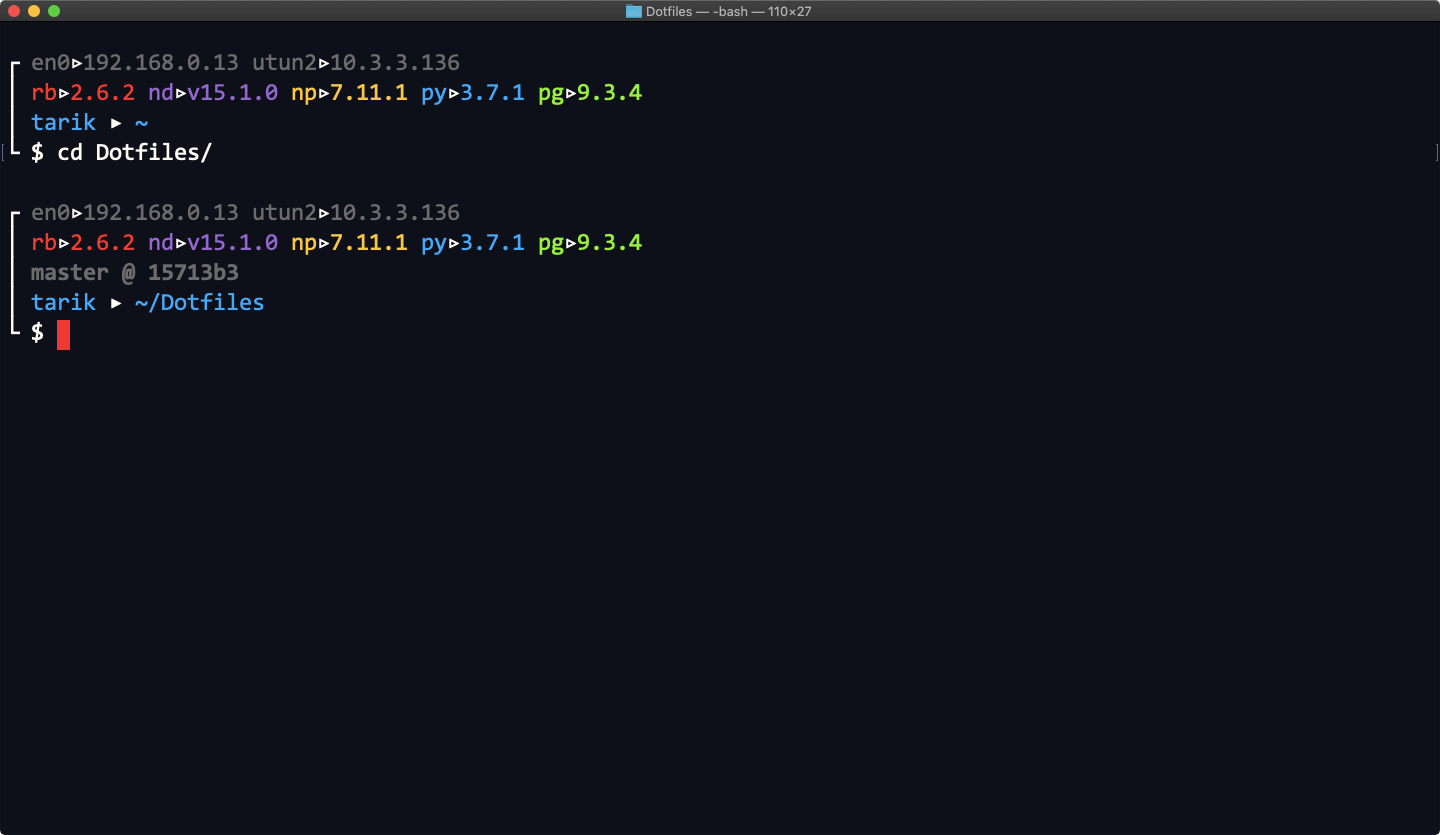 Dotfiles — -bash — 110×27
en0▹192.168.0.13 utun2▹10.3.3.136
rb▹2.6.2 nd▹v15.1.0 np▹7.11.1 py▹3.7.1 pg▹9.3.4
tarik ▸ ~
$ cd Dotfiles/
en0▹192.168.0.13 utun2▹10.3.3.136
rb▹2.6.2 nd▹v15.1.0 np▹7.11.1 py▹3.7.1 pg▹9.3.4
master @ 15713b3
tarik ▸ ~/Dotfiles
$